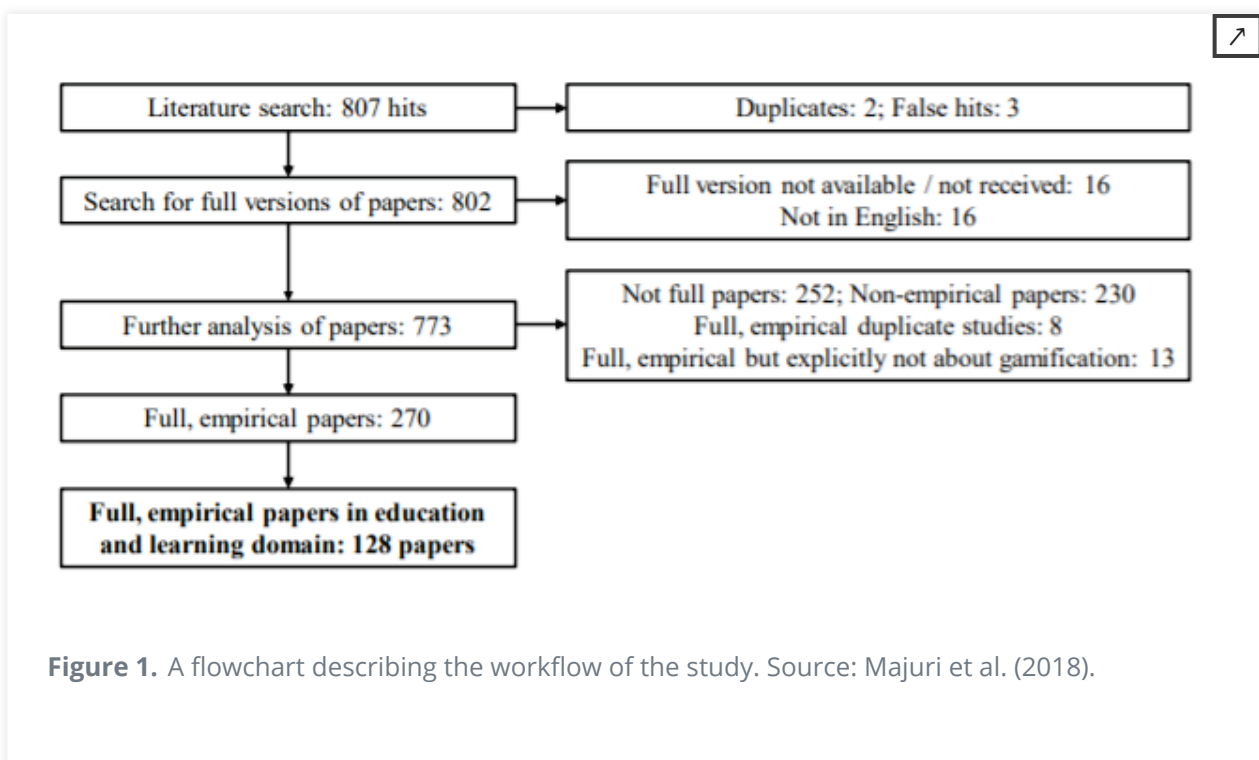 Literature search: 807 hits
Duplicates: 2; False hits: 3
Search for full versions of papers: 802
Full version not available / not received: 16
Not in English: 16
Further analysis of papers: 773
Not full papers: 252; Non-empirical papers: 230
Full, empirical duplicate studies: 8
Full, empirical but explicitly not about gamification: 13
Full, empirical papers: 270
Full, empirical papers in education
and learning domain: 128 papers
Figure 1. A flowchart describing the workflow of the study. Source: Majuri et al. (2018).